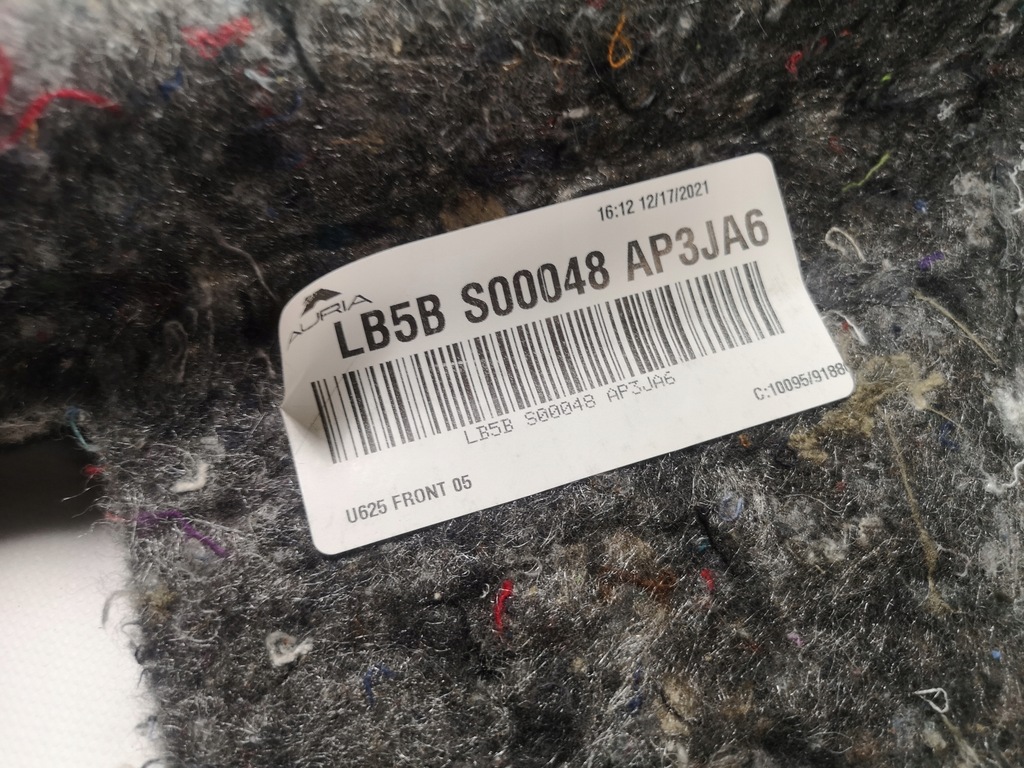 16:12 12/17/2021
AURIA
LB5B S00048 AP3JA6
LB5B S00048 AP3JA6
C:10095/9188
U625 FRONT 05